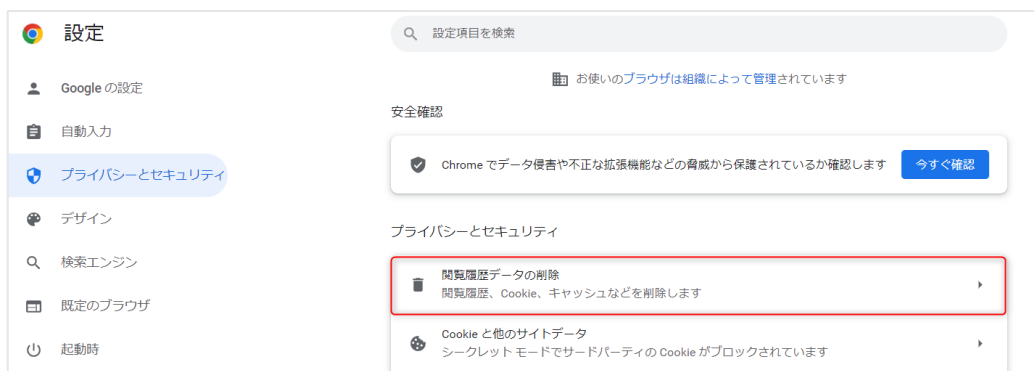 設定
設定項目を検索
お使いのブラウザは組織によって管理されています
Google の設定
自動入力
プライバシーとセキュリティ
デザイン
検索エンジン
既定のブラウザ
起動時
安全確認
Chrome でデータ侵害や不正な拡張機能などの脅威から保護されているか確認します
今すぐ確認
プライバシーとセキュリティ
閲覧履歴データの削除
閲覧履歴、Cookie、キャッシュなどを削除します
Cookie と他のサイトデータ
シークレット モードでサードパーティの Cookie がブロックされています